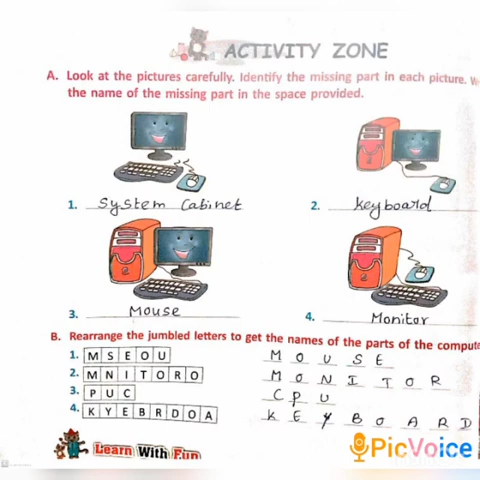 ACTIVITY ZONE
A. Look at the pictures carefully. Identify the missing part in each picture. W
the name of the missing part in the space provided.
1. System Cabinet 2. keyboard
3. Mouse 4. Monitor
B. Rearrange the jumbled letters to get the names of the parts of the compute
1. M S E O U M O U S E
2. M N I T O R O M O N I T O R
3. P U C C P U
4. K Y E B R D O A K E Y B O A R D
Learn With Fun
PicVoice